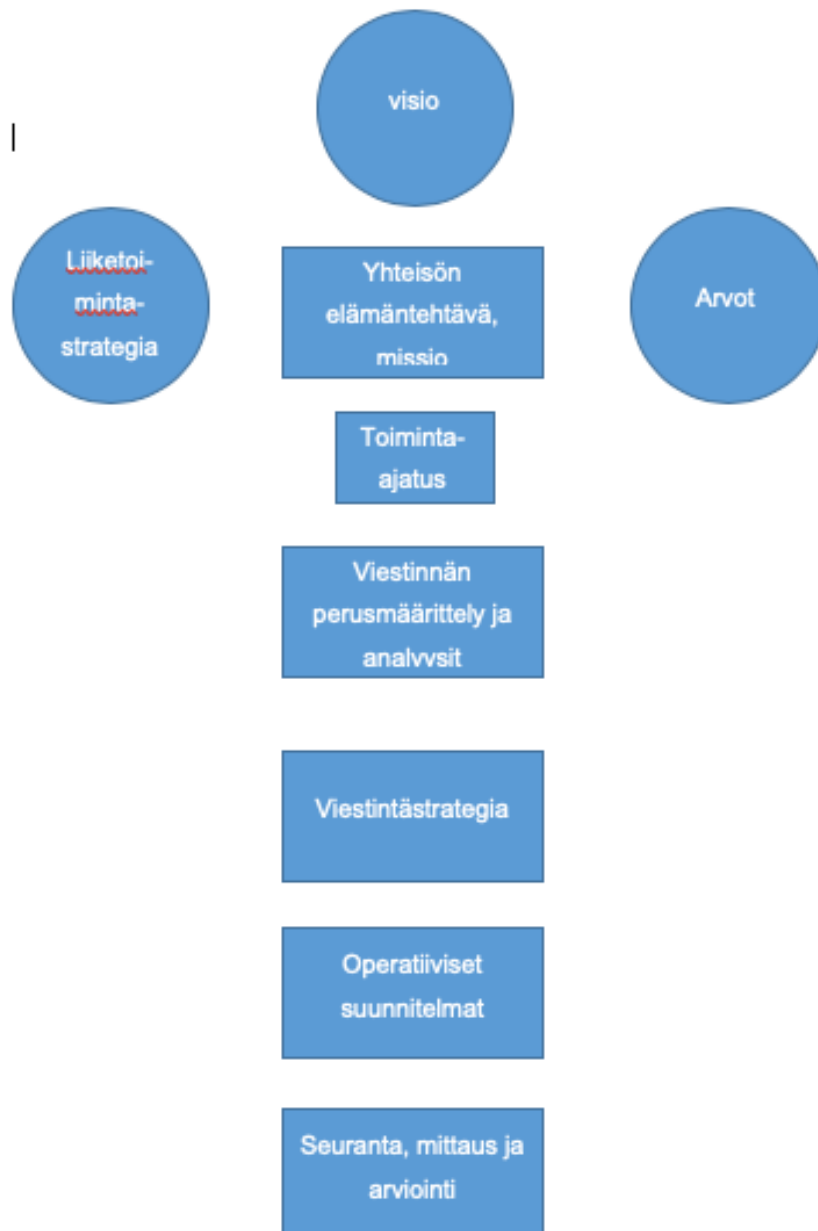 visio
Liiketoi-
minta-
strategia
Yhteisön
elämäntehtävä,
missio
Arvot
Toiminta-
ajatus
Viestinnän
perusmäärittely ja
analyysit
Viestintästrategia
Operatiiviset
suunnitelmat
Seuranta, mittaus ja
arviointi